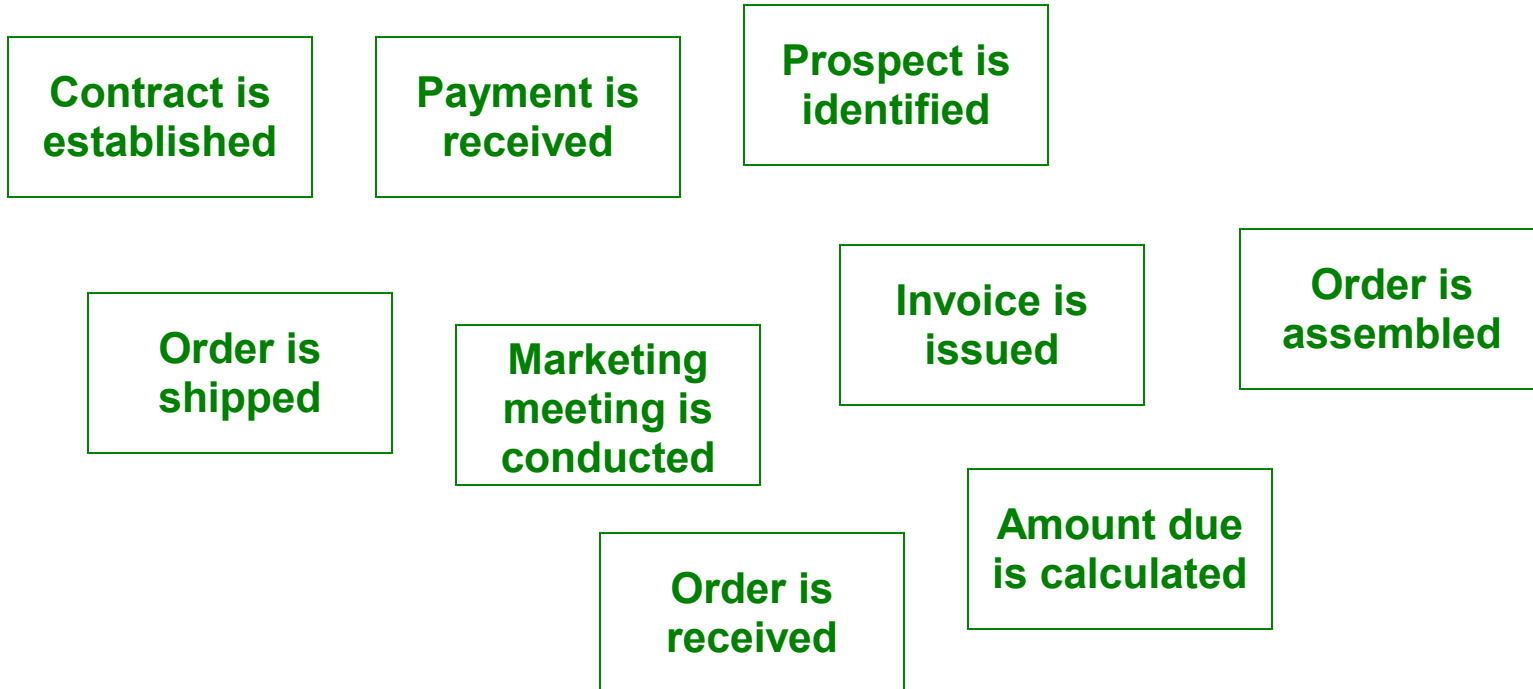 Contract is
established
Payment is
received
Prospect is
identified
Order is
shipped
Marketing
meeting is
conducted
Invoice is
issued
Order is
assembled
Order is
received
Amount due
is calculated